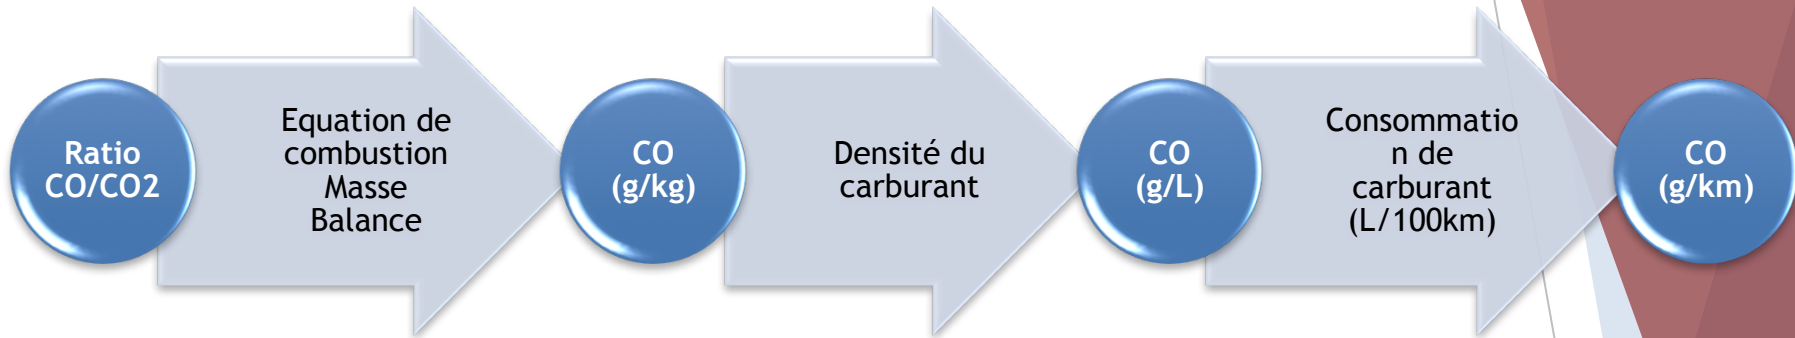 Ratio
CO/CO2
Equation de
combustion
Masse
Balance
CO
(g/kg)
Densité du
carburant
CO
(g/L)
Consommatio
n de
carburant
(L/100km)
CO
(g/km)